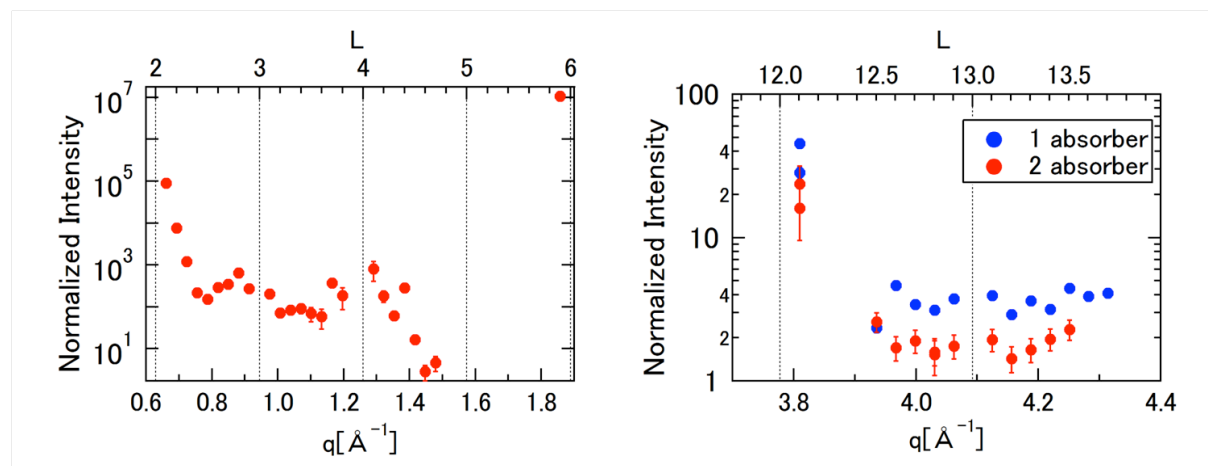 L
2 3 4 5 6
10^7
10^5
10^3
10^1
Normalized Intensity
0.6 0.8 1.0 1.2 1.4 1.6 1.8
q[Å^-1]
L
12.0 12.5 13.0 13.5
100
4
2
10
4
2
1
Normalized Intensity
1 absorber
2 absorber
3.8 4.0 4.2 4.4
q[Å^-1]